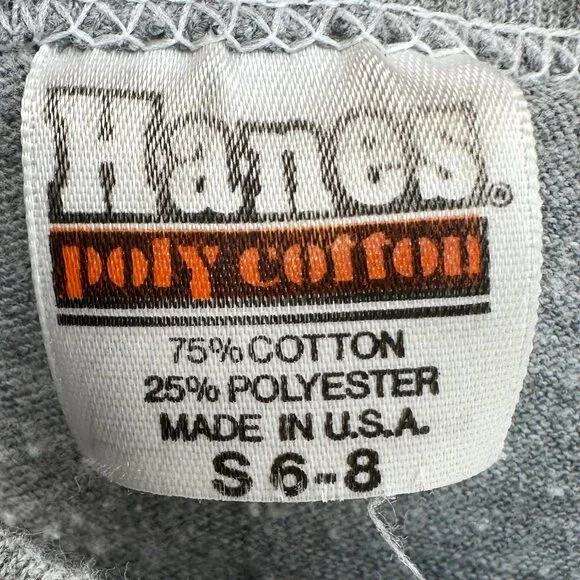 Hanes®
poly cotton
75% COTTON
25% POLYESTER
MADE IN U.S.A.
S 6-8